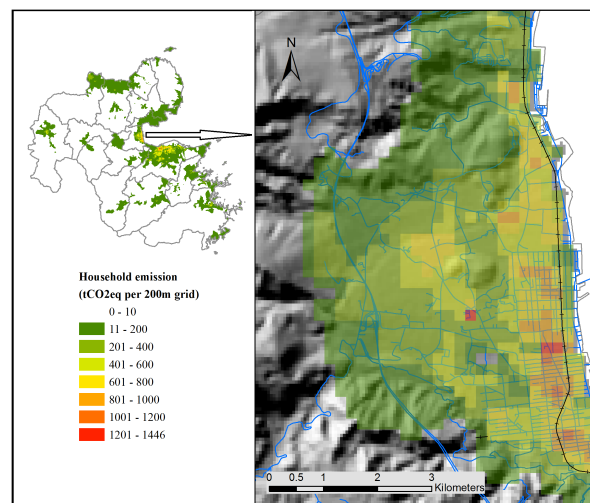 N
Household emission
(tCO2eq per 200m grid)
0 - 10
11 - 200
201 - 400
401 - 600
601 - 800
801 - 1000
1001 - 1200
1201 - 1446
0 0.5 1 2 3
Kilometers